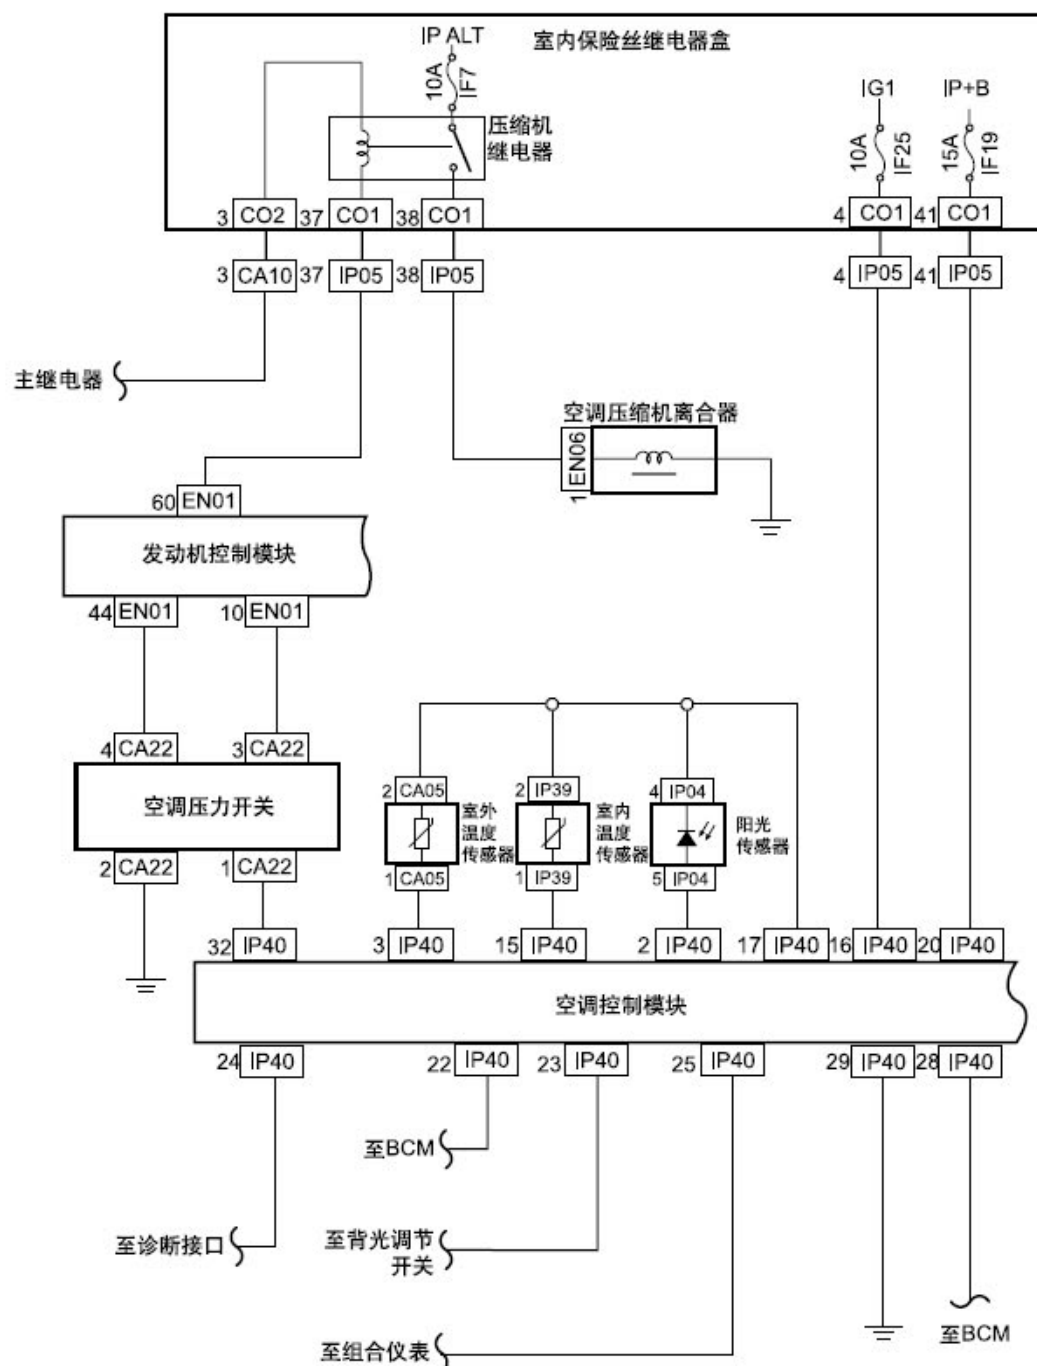 IP ALT
室内保险丝继电器盒
10A
IF7
IG1
IP+B
压缩机
继电器
10A
IF25
15A
IF19
3 CO2 37 CO1 38 CO1 4 CO1 41 CO1
3 CA10 37 IP05 38 IP05 4 IP05 41 IP05
主继电器
空调压缩机离合器
1 EN06
60 EN01
发动机控制模块
44 EN01 10 EN01
4 CA22 3 CA22
空调压力开关
2 CA22 1 CA22
2 CA05 2 IP39 4 IP04
室外
温度
传感器
室内
温度
传感器
阳光
传感器
1 CA05 1 IP39 5 IP04
32 IP40 3 IP40 15 IP40 2 IP40 17 IP40 16 IP40 20 IP40
空调控制模块
24 IP40 22 IP40 23 IP40 25 IP40 29 IP40 28 IP40
至BCM
至诊断接口
至背光调节
开关
至BCM
至组合仪表